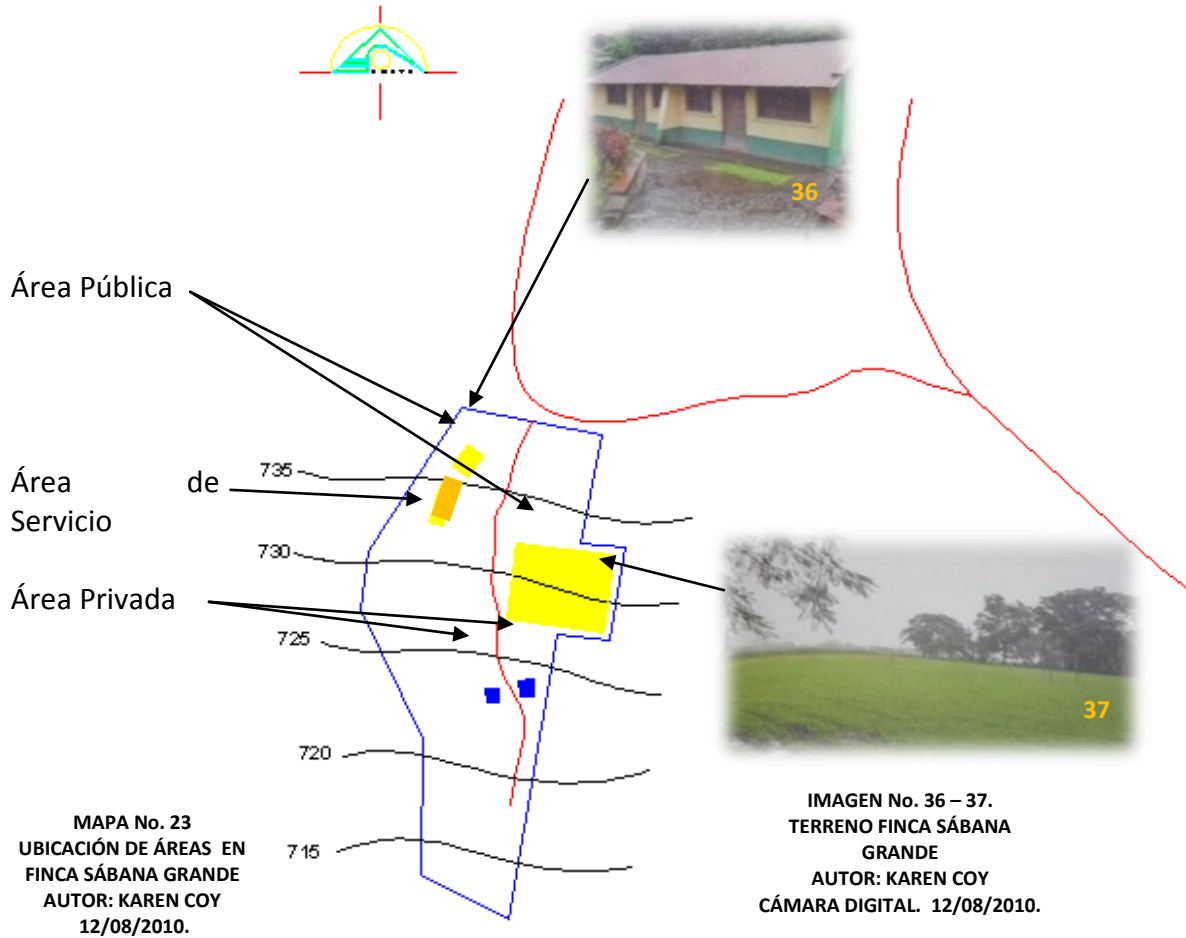 36
Área Pública
735
Área de
Servicio
730
Área Privada
725
37
720
715
MAPA No. 23
UBICACIÓN DE ÁREAS EN
FINCA SÁBANA GRANDE
AUTOR: KAREN COY
12/08/2010.
IMAGEN No. 36 – 37.
TERRENO FINCA SÁBANA
GRANDE
AUTOR: KAREN COY
CÁMARA DIGITAL. 12/08/2010.